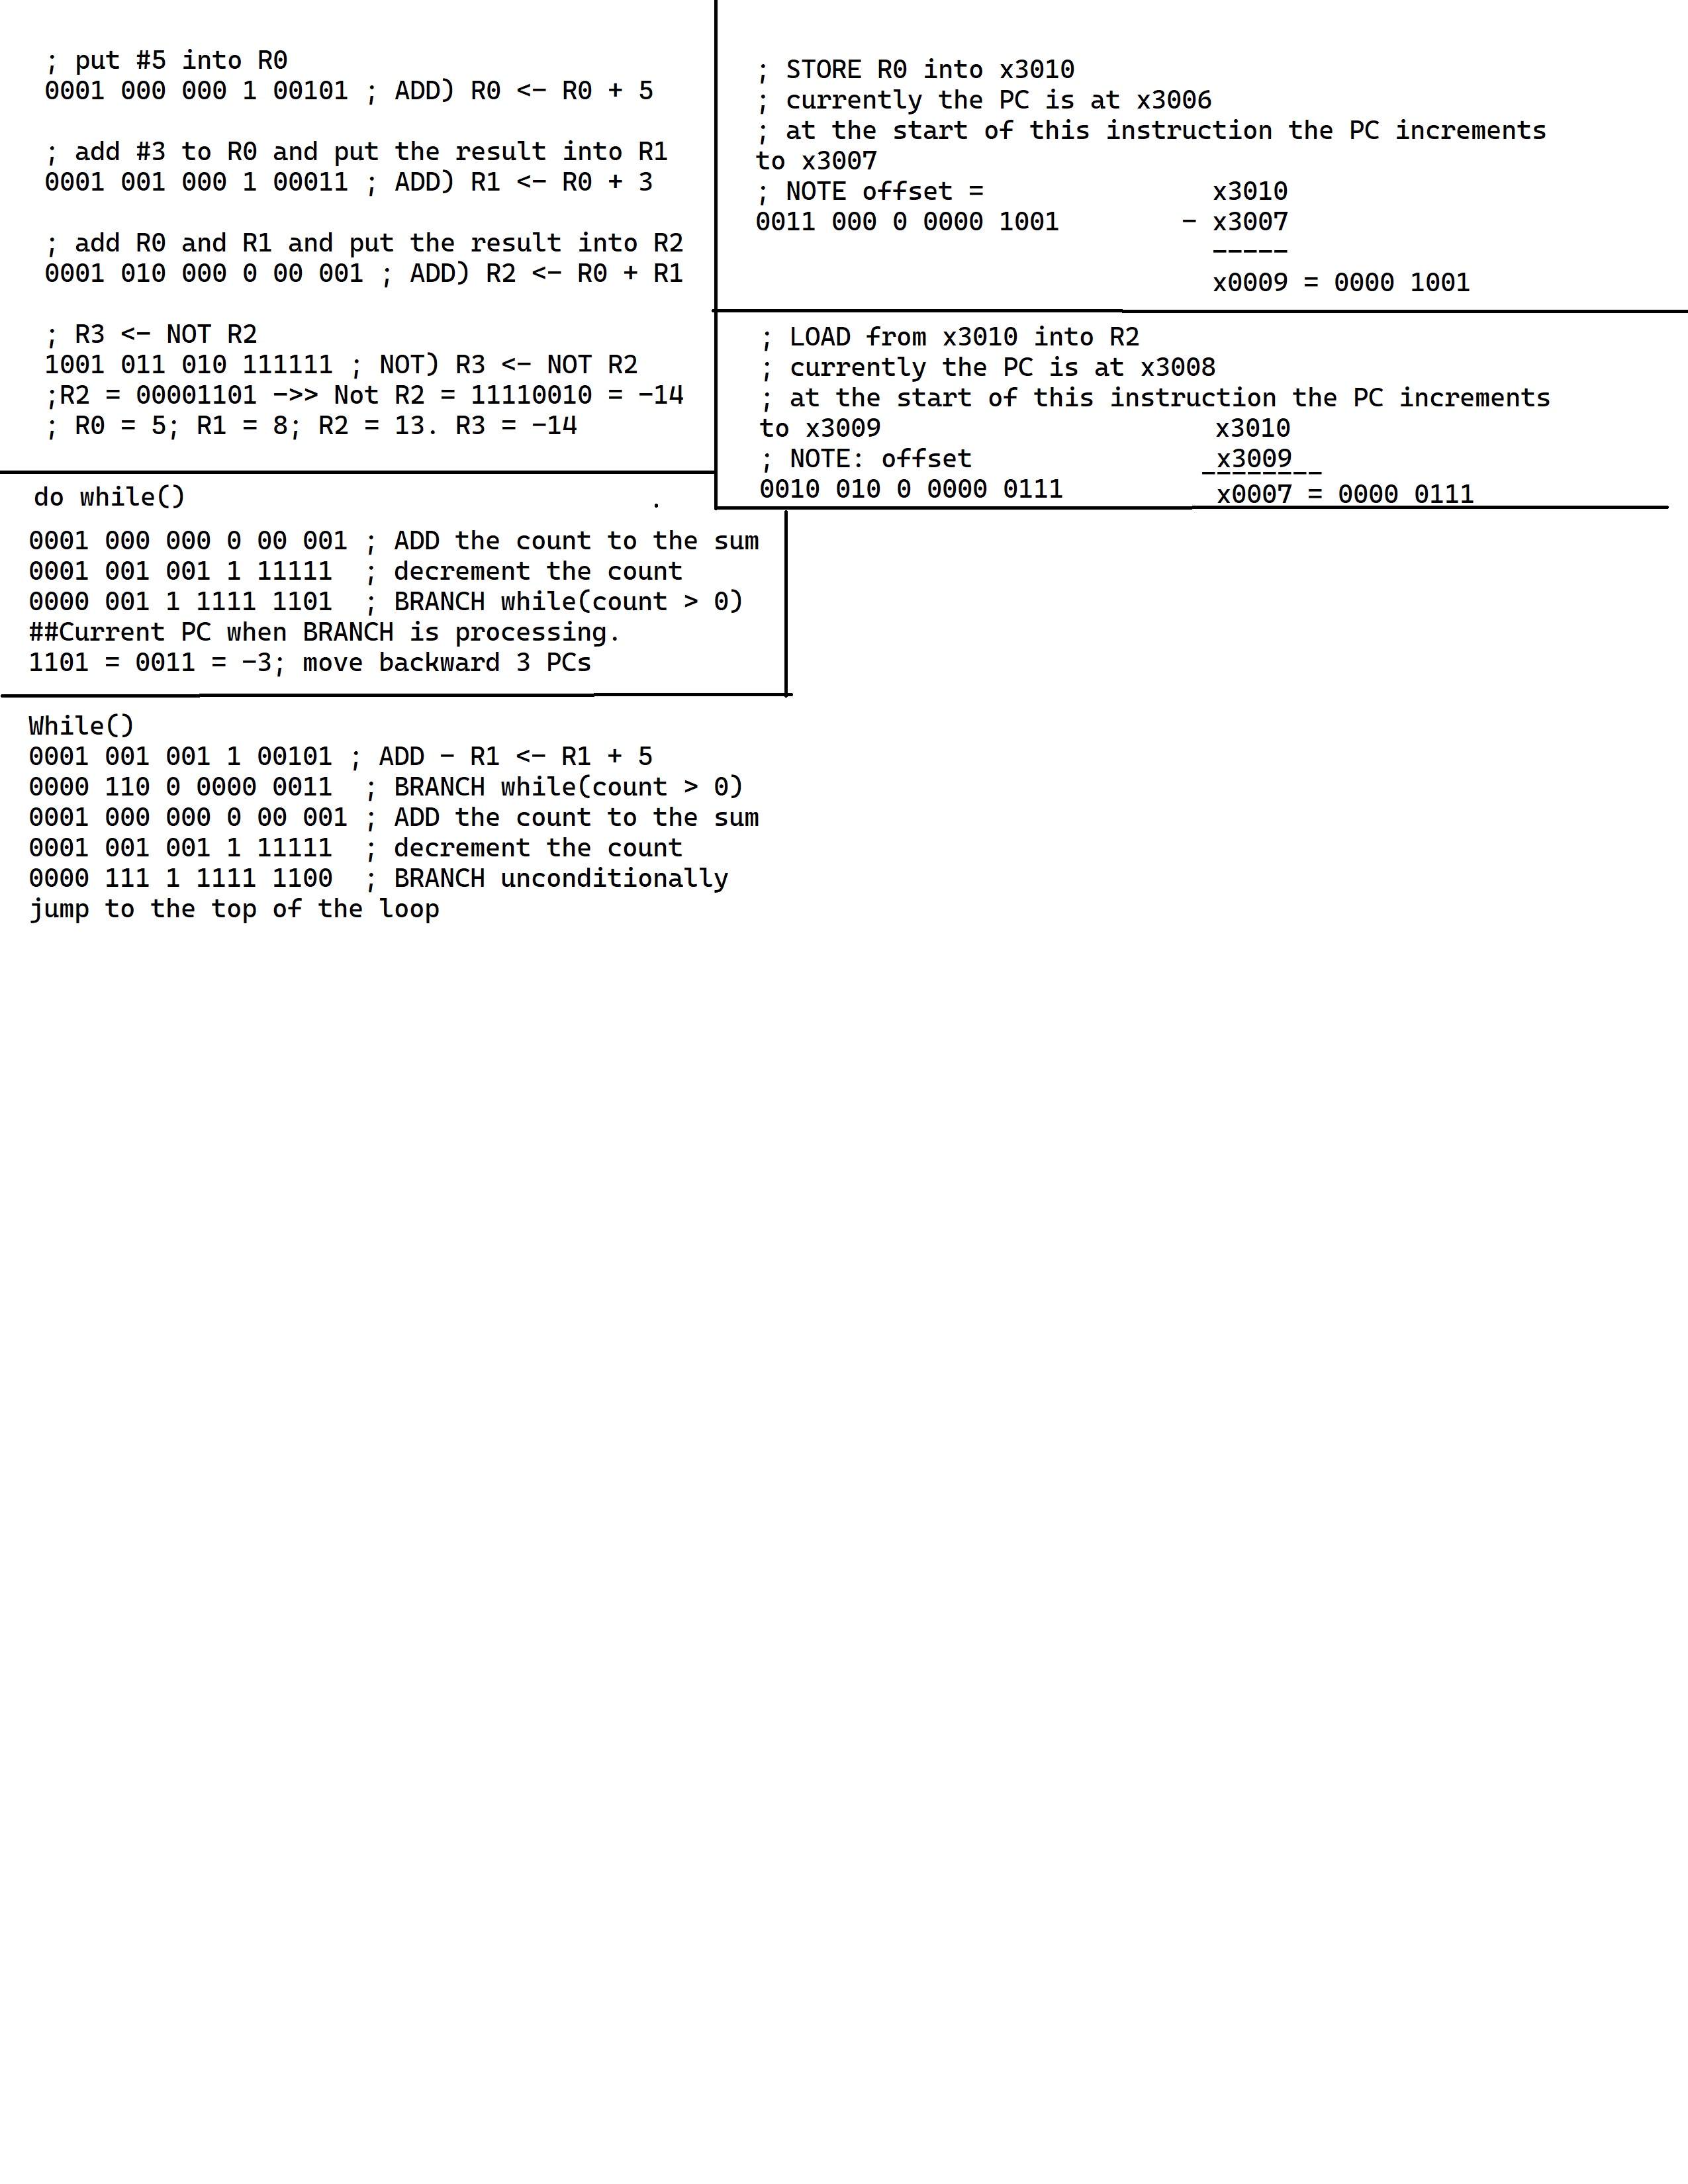 ; put #5 into R0
0001 000 000 1 00101 ; ADD) R0 <- R0 + 5
; add #3 to R0 and put the result into R1
0001 001 000 1 00011 ; ADD) R1 <- R0 + 3
; add R0 and R1 and put the result into R2
0001 010 000 0 00 001 ; ADD) R2 <- R0 + R1
; R3 <- NOT R2
1001 011 010 111111 ; NOT) R3 <- NOT R2
;R2 = 00001101 ->> Not R2 = 11110010 = -14
; R0 = 5; R1 = 8; R2 = 13. R3 = -14
; STORE R0 into x3010
; currently the PC is at x3006
; at the start of this instruction the PC increments
to x3007
; NOTE offset = x3010
0011 000 0 0000 1001 - x3007
-----
x0009 = 0000 1001
; LOAD from x3010 into R2
; currently the PC is at x3008
; at the start of this instruction the PC increments
to x3009 x3010
; NOTE: offset x3009
--------
0010 010 0 0000 0111 x0007 = 0000 0111
do while() .
0001 000 000 0 00 001 ; ADD the count to the sum
0001 001 001 1 11111 ; decrement the count
0000 001 1 1111 1101 ; BRANCH while(count > 0)
##Current PC when BRANCH is processing.
1101 = 0011 = -3; move backward 3 PCs
While()
0001 001 001 1 00101 ; ADD - R1 <- R1 + 5
0000 110 0 0000 0011 ; BRANCH while(count > 0)
0001 000 000 0 00 001 ; ADD the count to the sum
0001 001 001 1 11111 ; decrement the count
0000 111 1 1111 1100 ; BRANCH unconditionally
jump to the top of the loop